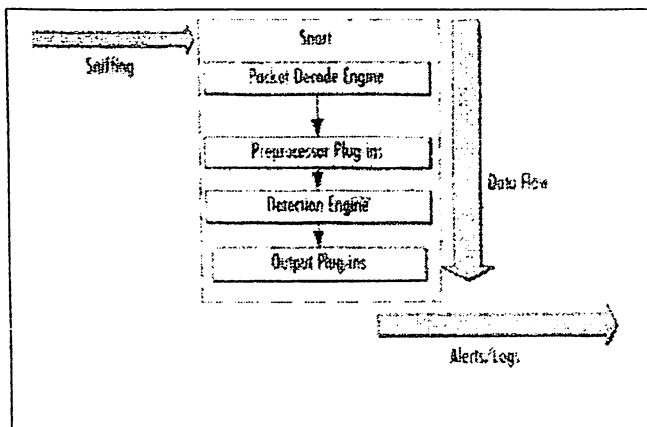 Snort
Sniffing
Packet Decode Engine
Preprocessor Plug-ins
Data Flow
Detection Engine
Output Plug-ins
Alerts/Logs